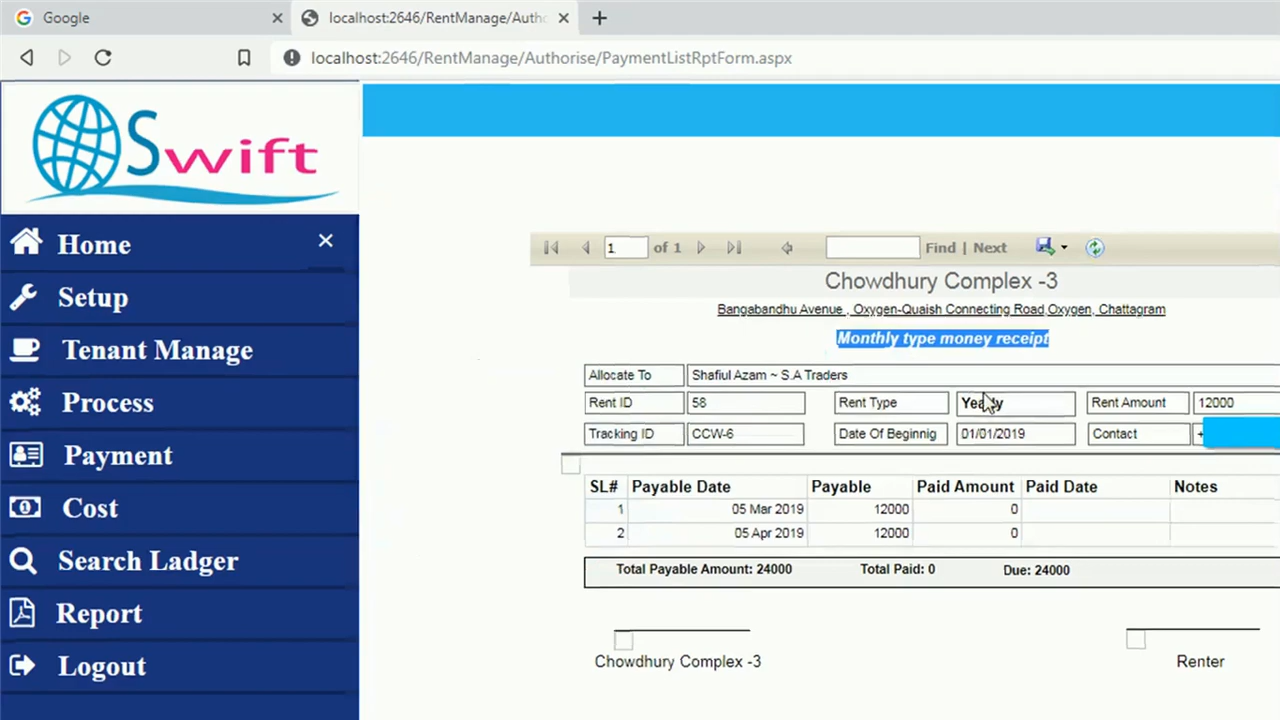 Google
localhost:2646/RentManage/Autho
localhost:2646/RentManage/Authorise/PaymentListRptForm.aspx
Swift
Home
Setup
Tenant Manage
Process
Payment
Cost
Search Ledger
Report
Logout
1 of 1 Find | Next
Chowdhury Complex -3
Bangabandhu Avenue , Oxygen-Quaish Connecting Road,Oxygen, Chattagram
Monthly type money receipt
Allocate To Shafiul Azam ~ S.A Traders
Rent ID 58 Rent Type Yearly Rent Amount 12000
Tracking ID CCW-6 Date Of Beginnig 01/01/2019 Contact +
SL# Payable Date Payable Paid Amount Paid Date Notes
1 05 Mar 2019 12000 0
2 05 Apr 2019 12000 0
Total Payable Amount: 24000 Total Paid: 0 Due: 24000
Chowdhury Complex -3 Renter